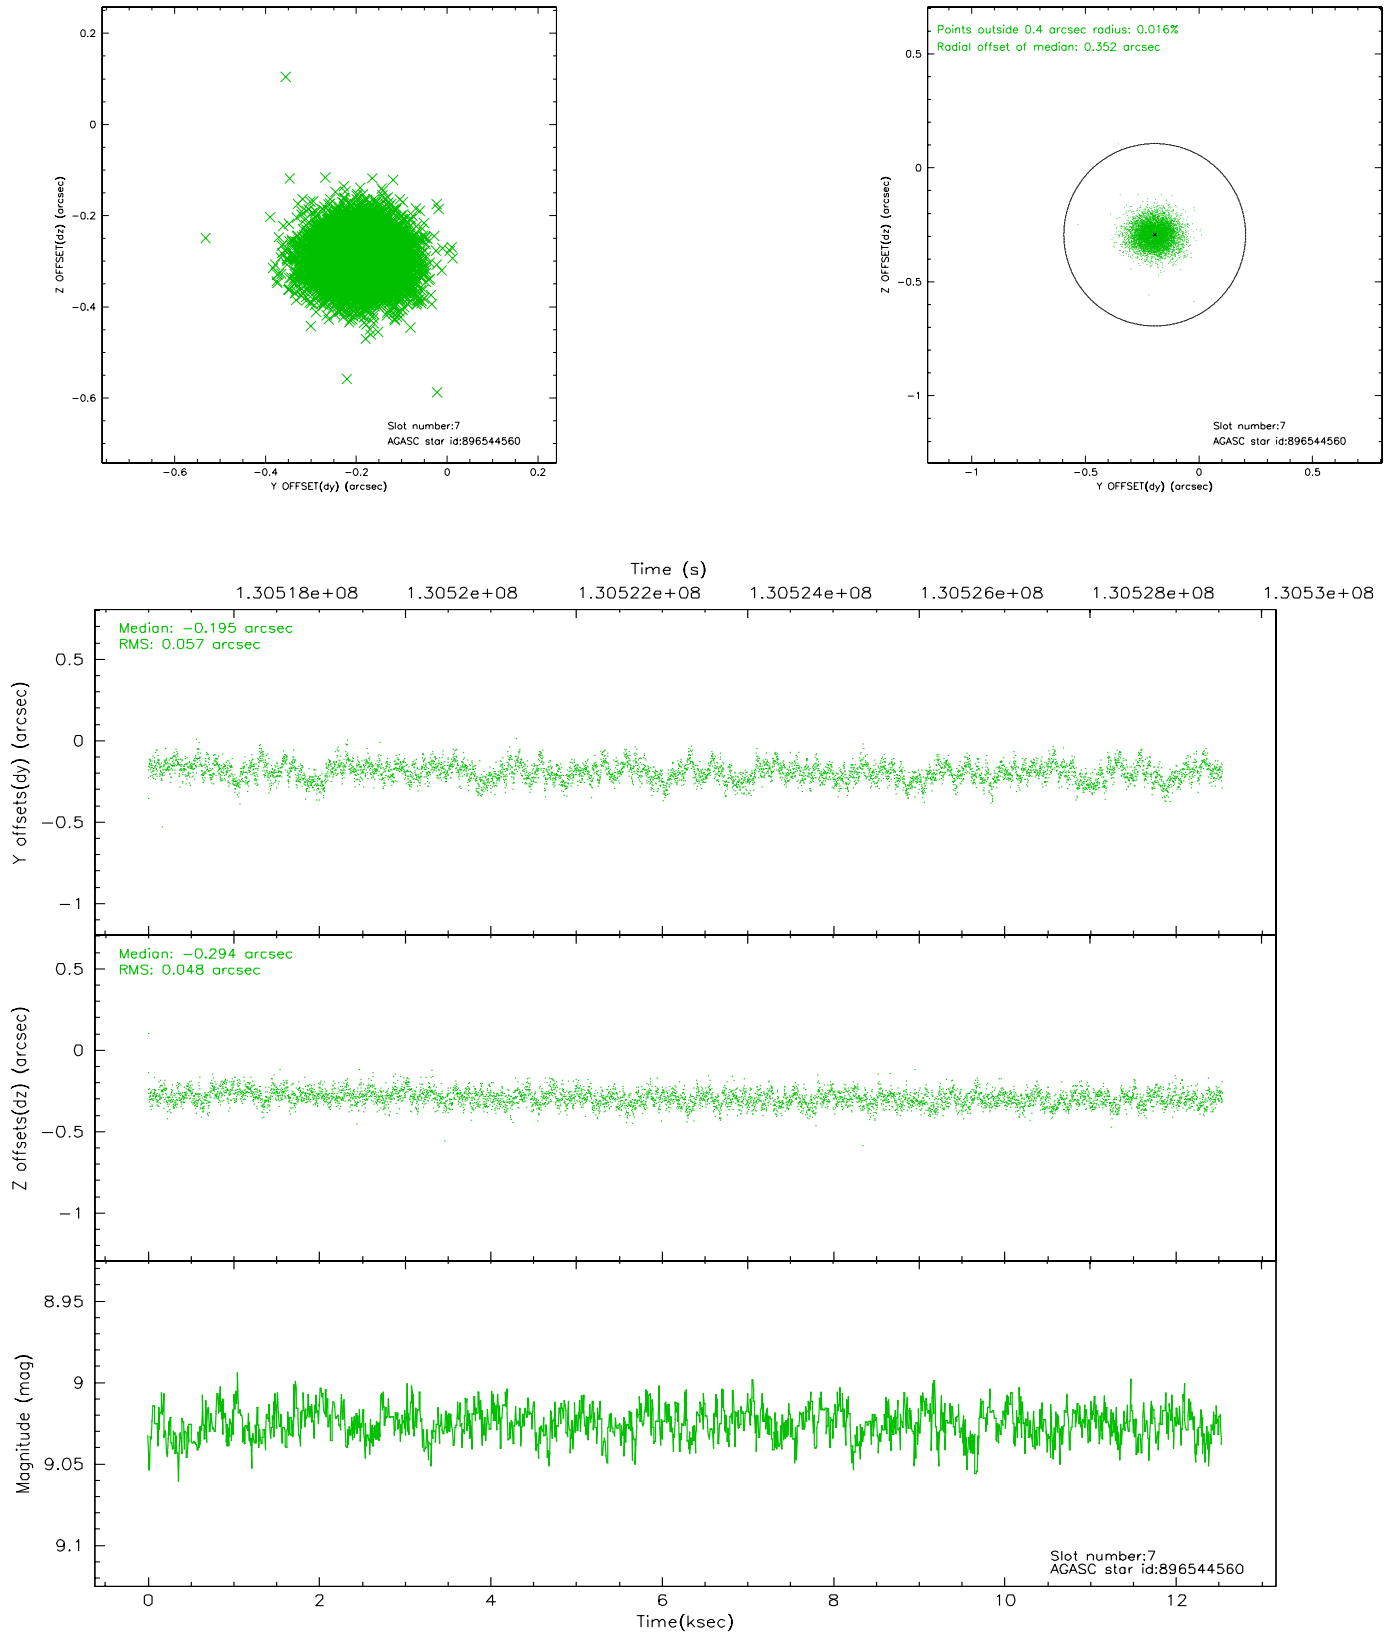 0.2
0
−0.2
−0.4
−0.6
Z OFFSET(dz) (arcsec)
Slot number:7
AGASC star id:896544560
−0.6
−0.4
−0.2
0
0.2
Y OFFSET(dy) (arcsec)
Points outside 0.4 arcsec radius: 0.016%
Radial offset of median: 0.352 arcsec
0.5
0
−0.5
−1
Z OFFSET(dz) (arcsec)
Slot number:7
AGASC star id:896544560
−1
−0.5
0
0.5
Y OFFSET(dy) (arcsec)
Time (s)
1.30518e+08
1.3052e+08
1.30522e+08
1.30524e+08
1.30526e+08
1.30528e+08
1.3053e+08
Median: −0.195 arcsec
RMS: 0.057 arcsec
0.5
0
−0.5
−1
Y offsets(dy) (arcsec)
Median: −0.294 arcsec
RMS: 0.048 arcsec
0.5
0
−0.5
−1
Z offsets(dz) (arcsec)
8.95
9
9.05
9.1
Magnitude (mag)
Slot number:7
AGASC star id:896544560
0
2
4
6
8
10
12
Time(ksec)